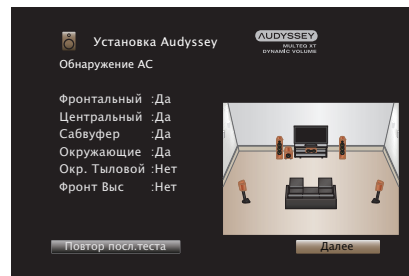 Установка Audyssey
AUDYSSEY
MULTEQ XT
DYNAMIC VOLUME
Обнаружение АС
Фронтальный :Да
Центральный :Да
Сабвуфер :Да
Окружающие :Да
Окр. Тыловой :Нет
Фронт Выс :Нет
Повтор посл.теста
Далее